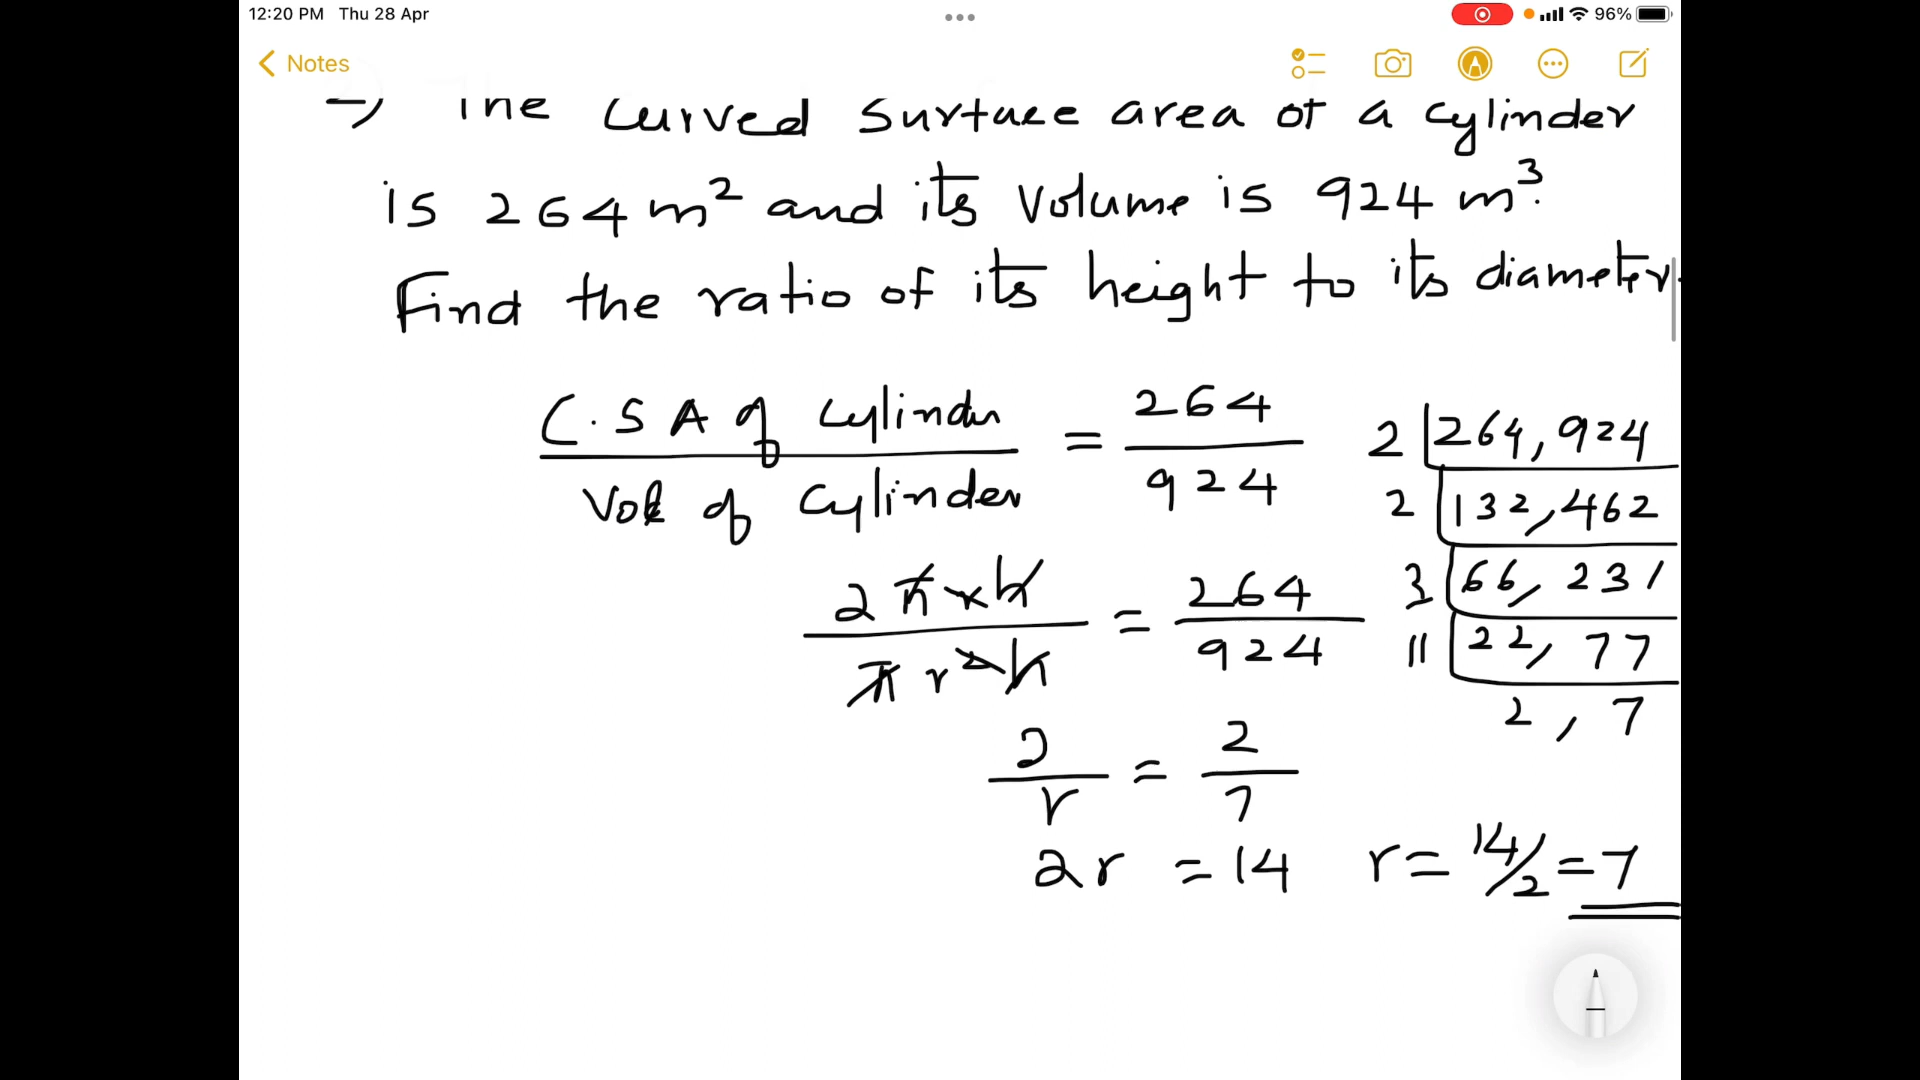 12:20 PM Thu 28 Apr
96%
Notes
The curved surface area of a cylinder
is 264 m² and its volume is 924 m³.
Find the ratio of its height to its diameter.
C.S A of cylinder / Vol of cylinder = 264 / 924
2πrh / πr²h = 264 / 924
2 / r = 2 / 7
2r = 14 r = 14/2 = 7
2 | 264, 924
2 | 132, 462
3 | 66, 231
11 | 22, 77
2, 7